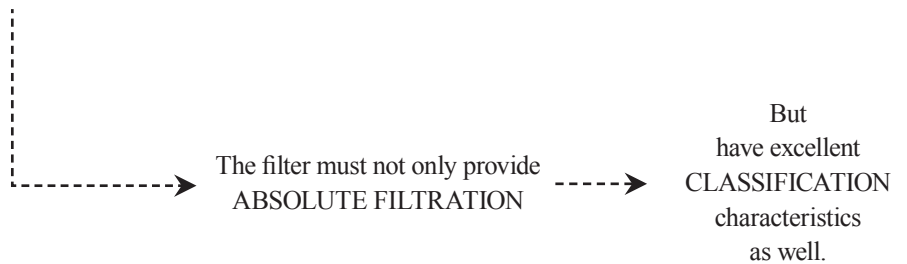 The filter must not only provide
ABSOLUTE FILTRATION
But
have excellent
CLASSIFICATION
characteristics
as well.